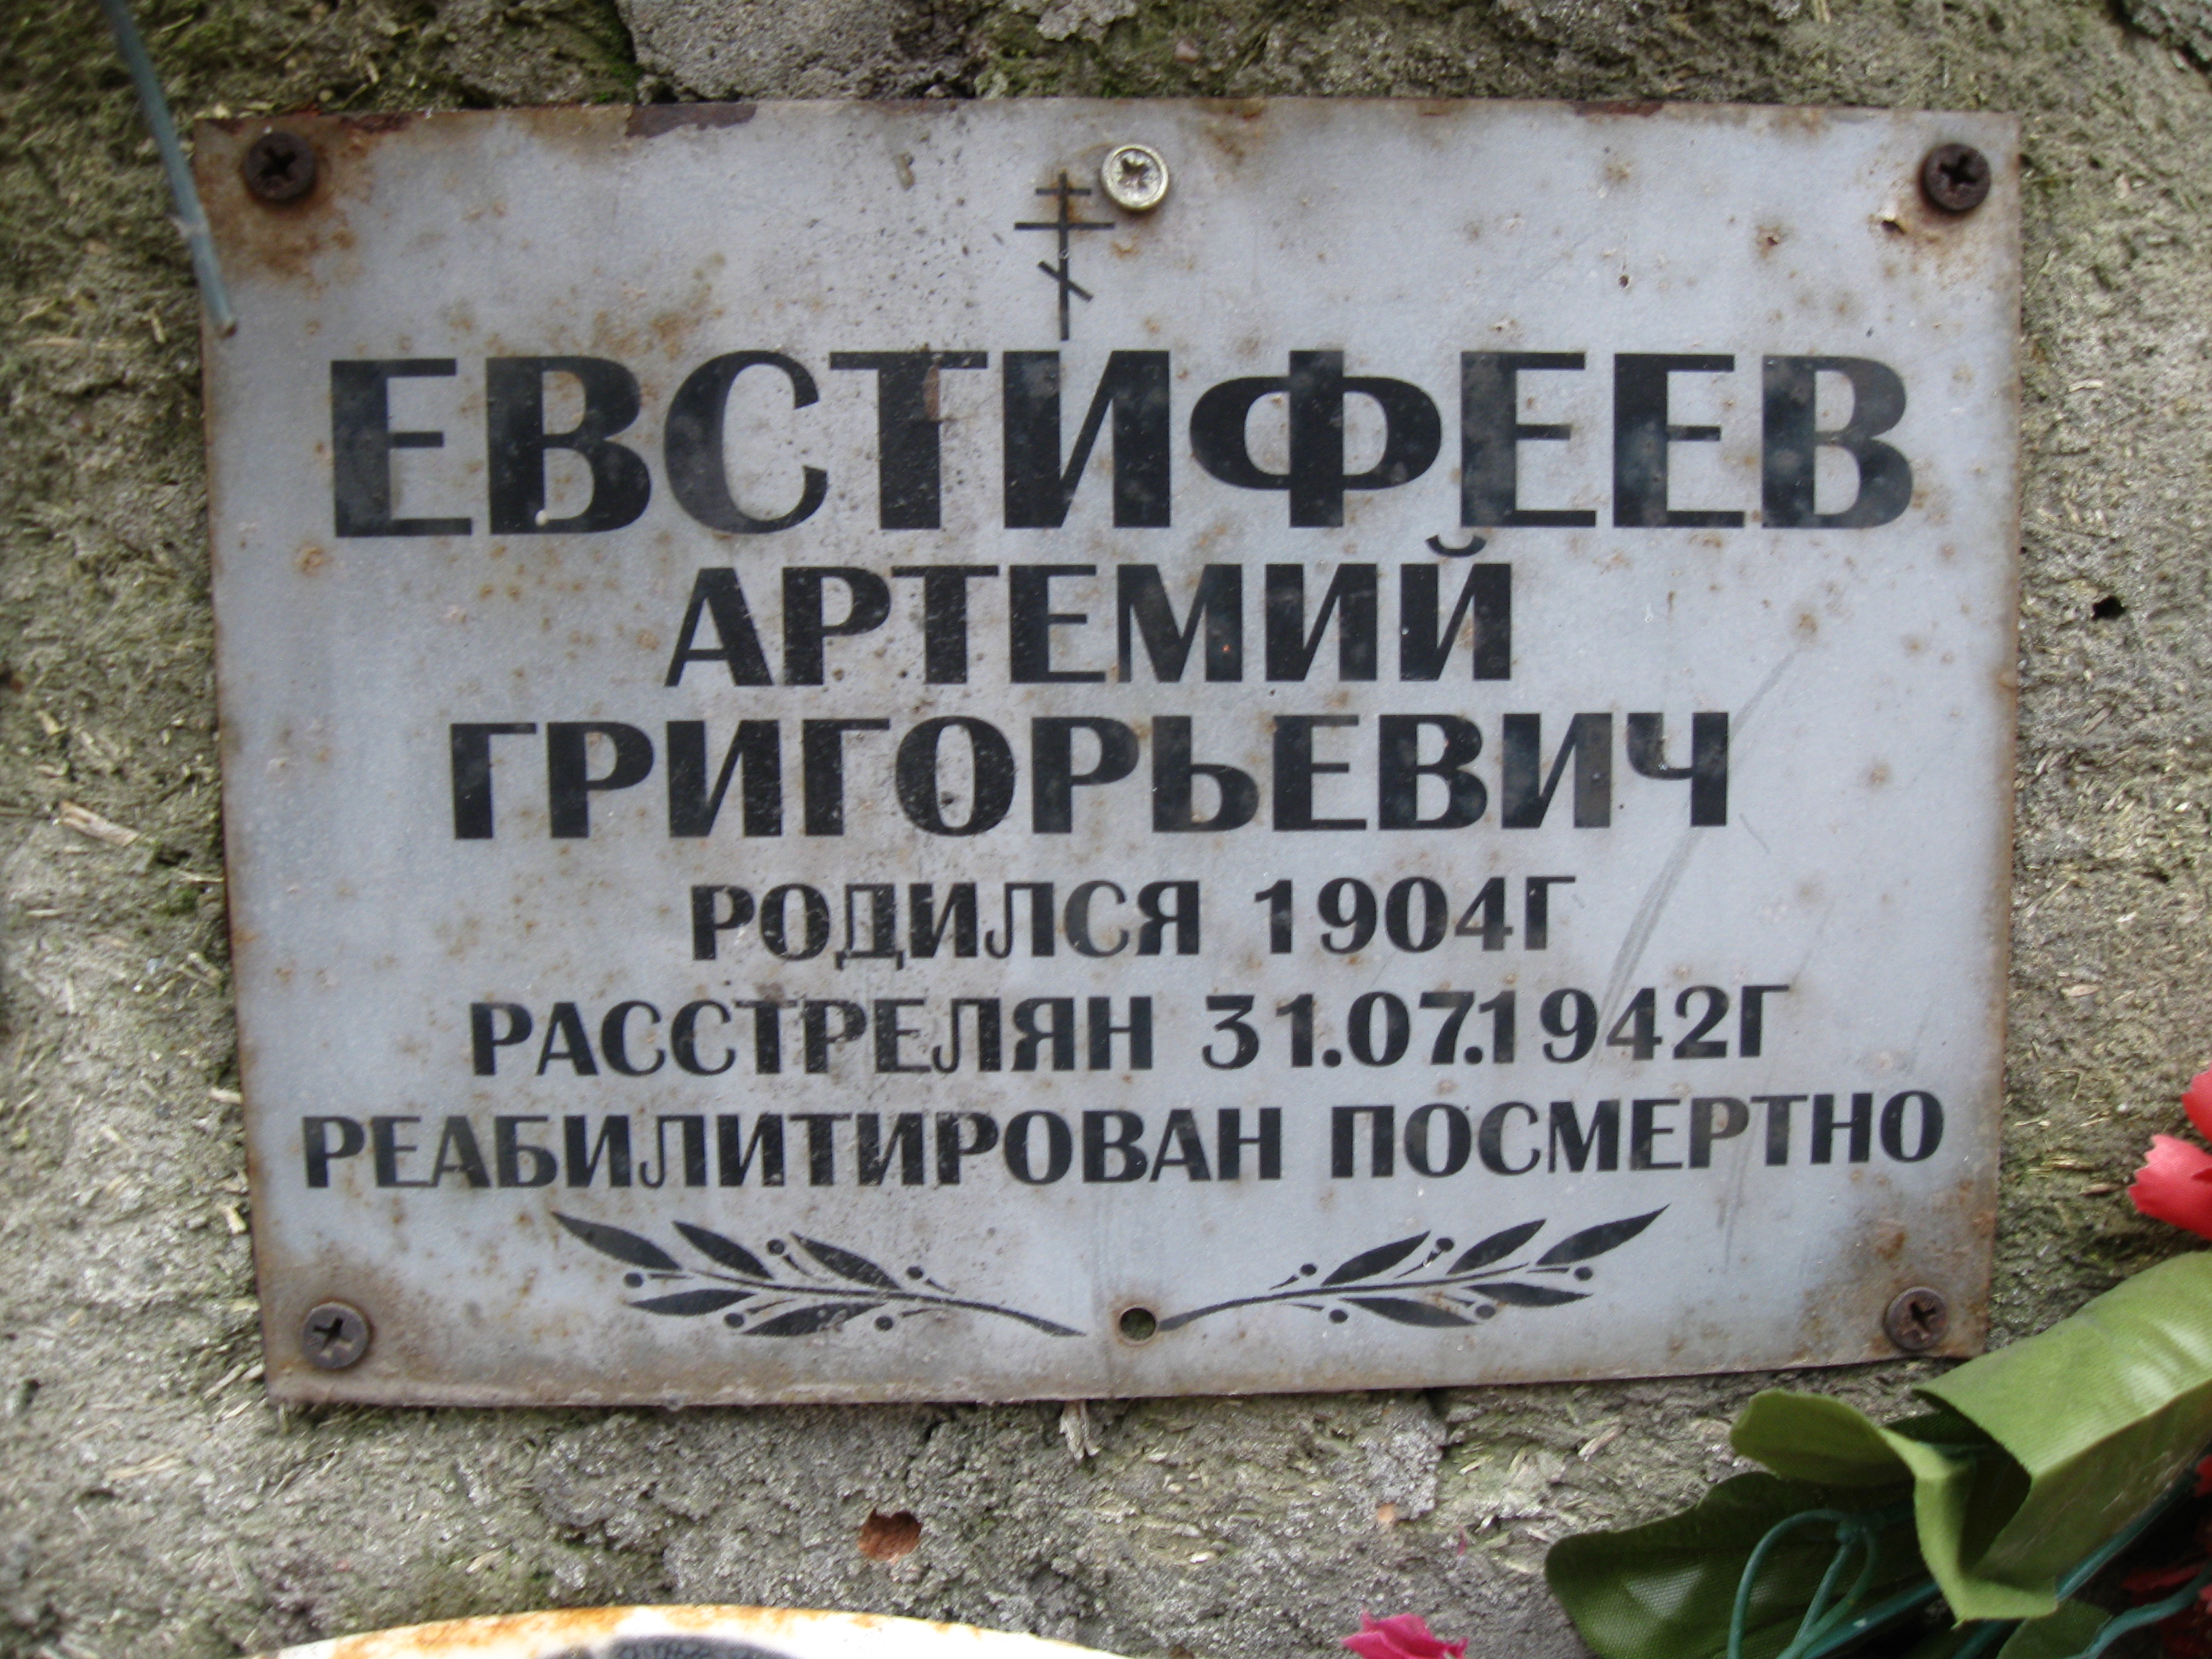 ЕВСТИФЕЕВ
АРТЕМИЙ
ГРИГОРЬЕВИЧ
РОДИЛСЯ 1904Г
РАССТРЕЛЯН 31.07.1942Г
РЕАБИЛИТИРОВАН ПОСМЕРТНО